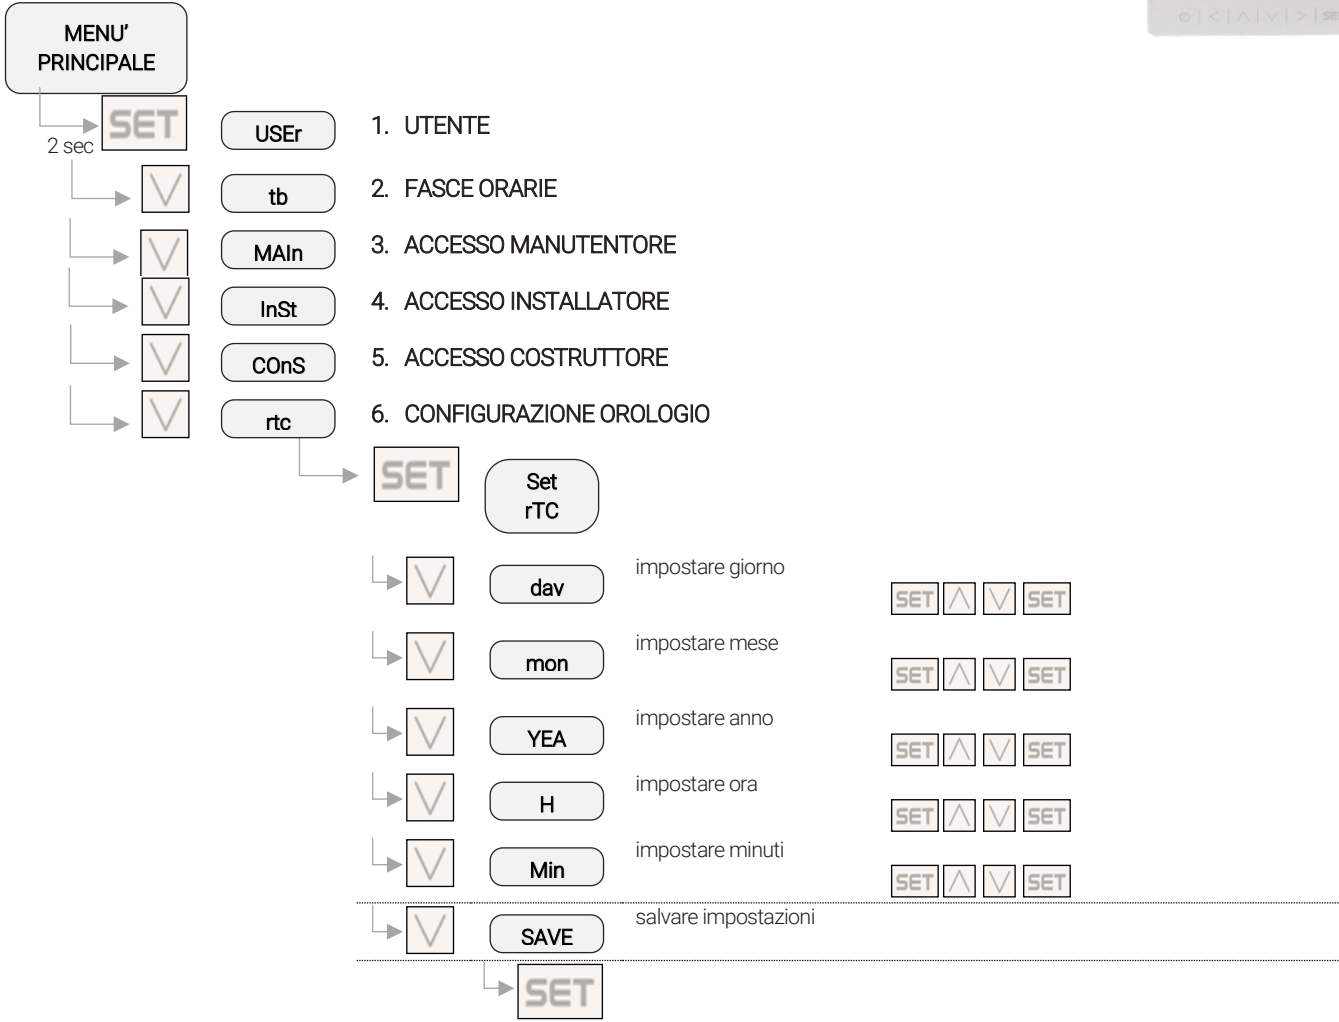 MENU'
PRINCIPALE
SET
2 sec
USEr
1. UTENTE
tb
2. FASCE ORARIE
MAIn
3. ACCESSO MANUTENTORE
InSt
4. ACCESSO INSTALLATORE
COnS
5. ACCESSO COSTRUTTORE
rtc
6. CONFIGURAZIONE OROLOGIO
SET
Set
rTC
dav
impostare giorno
SET SET
mon
impostare mese
SET SET
YEA
impostare anno
SET SET
H
impostare ora
SET SET
Min
impostare minuti
SET SET
SAVE
salvare impostazioni
SET